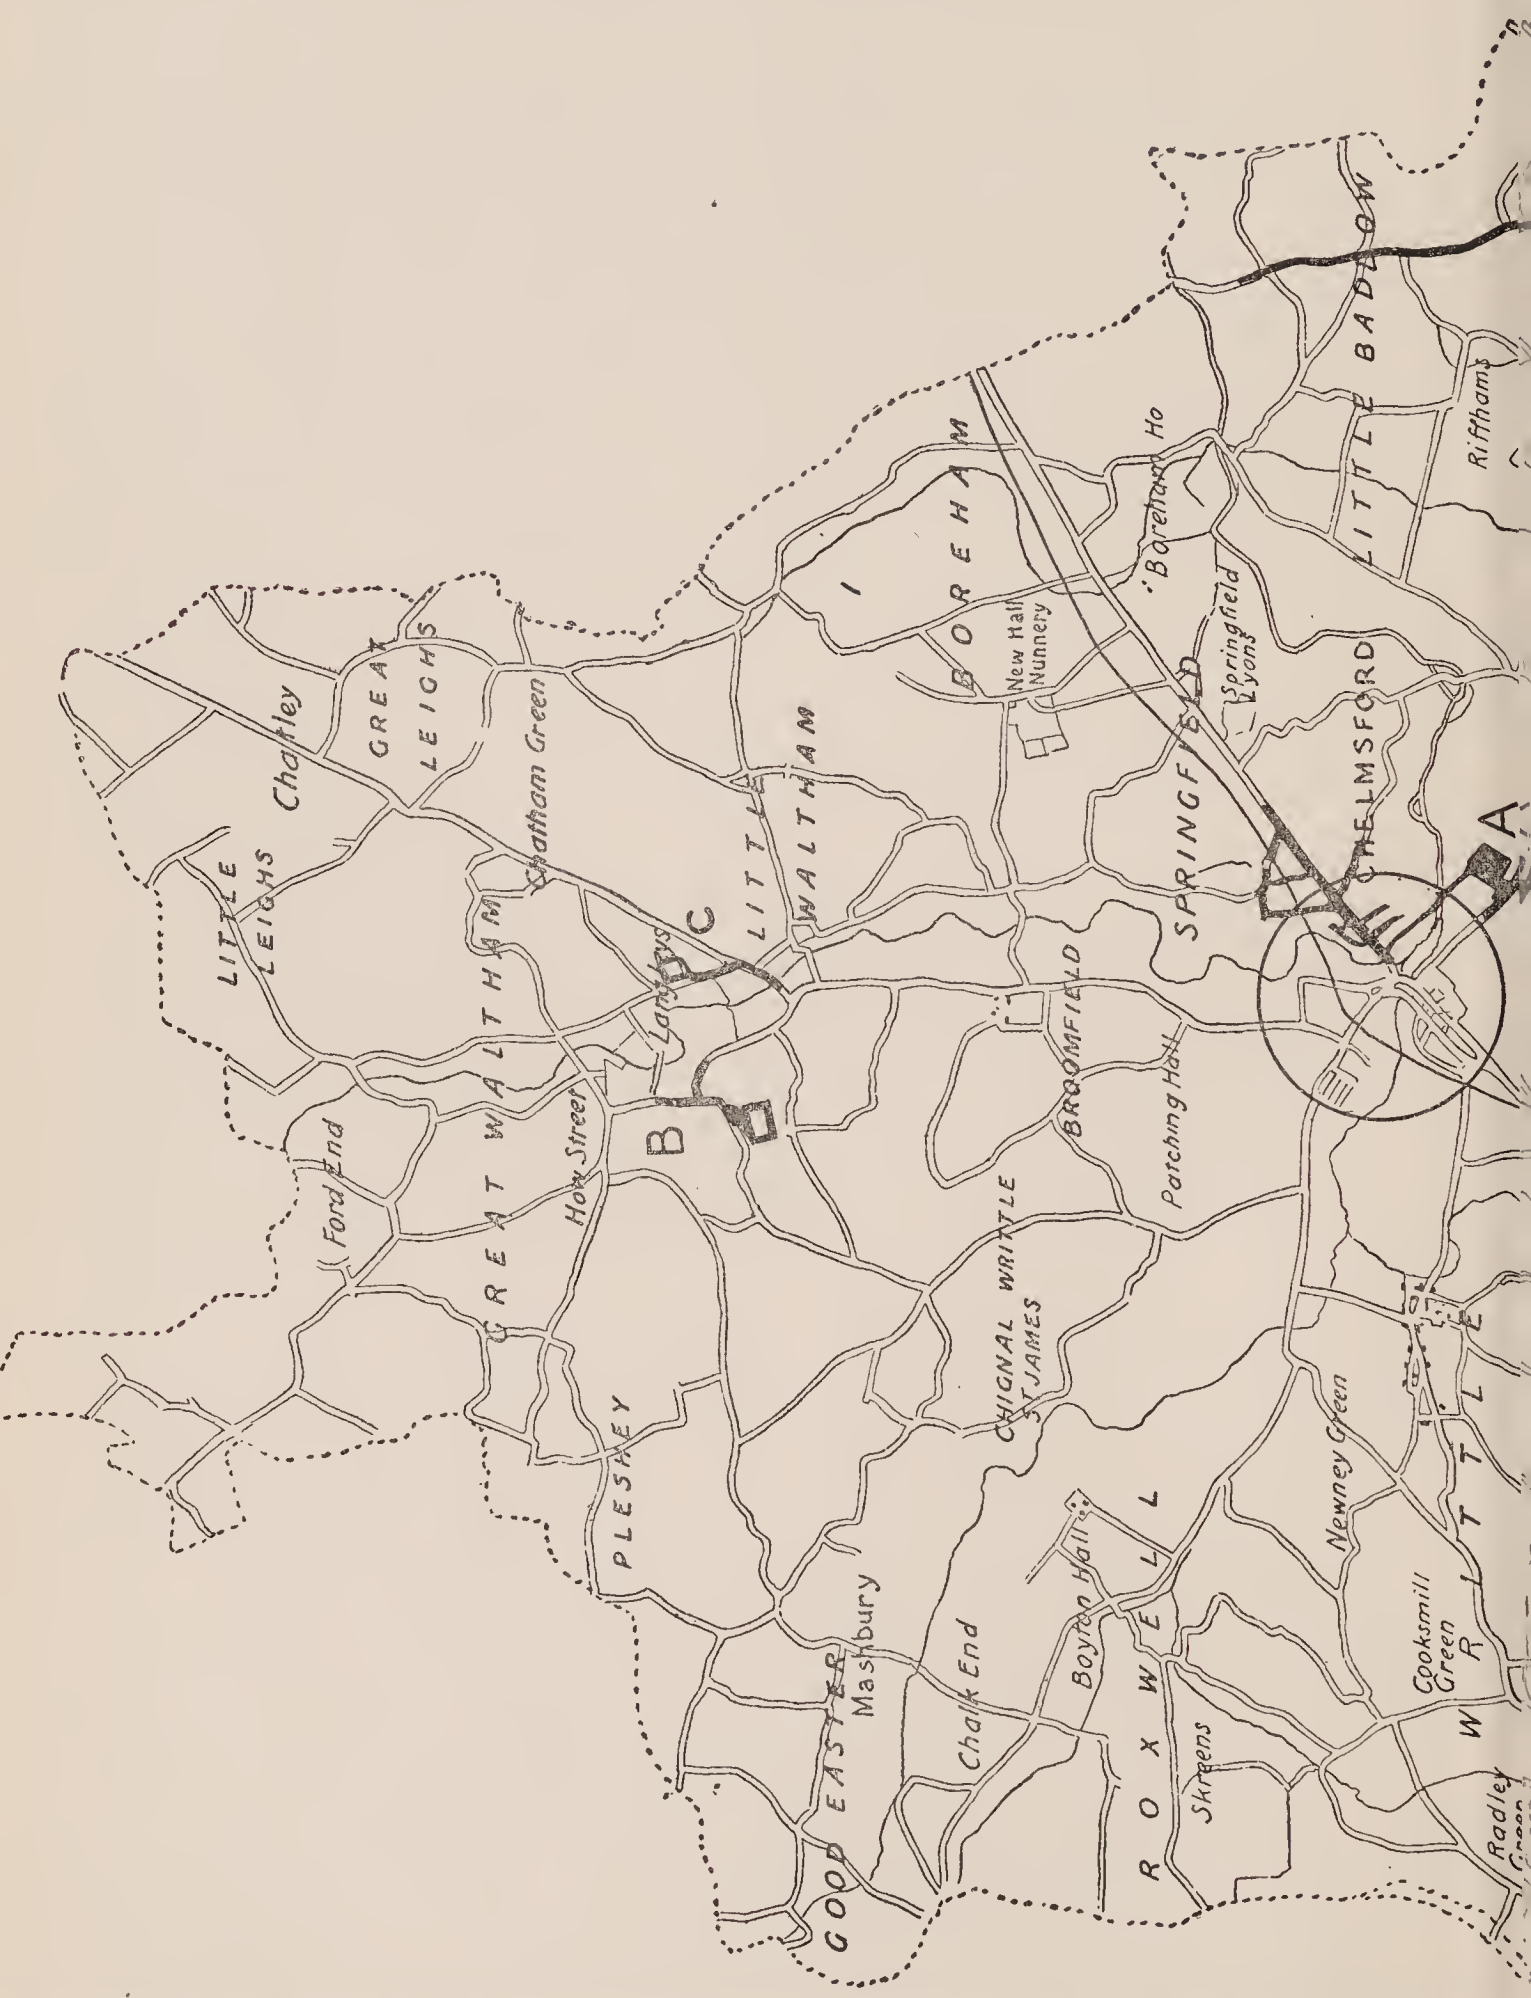 LITTLE
LEIGHS
Chatley
GREAT
LEIGHS
Ford End
GREAT WALTHAM
Chatham Green
How Street
Langleys
C
B
PLESHEY
LITTLE
WALTHAM
I
BOREHAM
New Hall
Nunnery
Boreham Ho
GOOD EASTER
Mashbury
Chalk End
CHIGNAL WRITTLE
ST JAMES
BROOMFIELD
Patching Hall
SPRINGFIELD
Springfield
Lyons
Boyton Hall
ROXWELL
Skreens
Newney Green
CHELMSFORD
LITTLE BADDOW
Riffhams
A
Cooksmill
Green
WRITTLE
Radley
Green